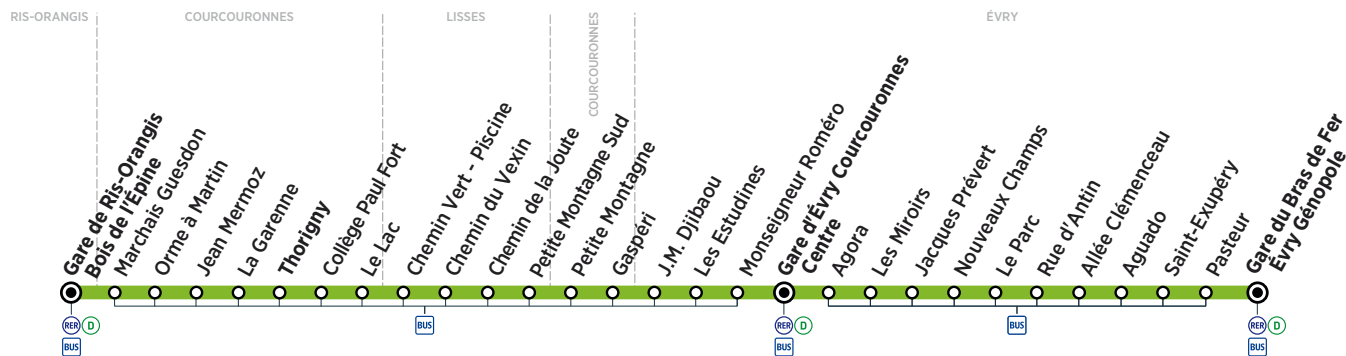 RIS-ORANGIS
COURCOURONNES
LISSES
COURCOURONNES
ÉVRY
Gare de Ris-Orangis
Bois de l'Épine
Marchais Guesdon
Orme à Martin
Jean Mermoz
La Garenne
Thorigny
Collège Paul Fort
Le Lac
Chemin Vert - Piscine
Chemin du Vexin
Chemin de la Joute
Petite Montagne Sud
Petite Montagne
Gaspéri
J.M. Djibaou
Les Estudines
Monseigneur Roméro
Gare d'Évry Courcouronnes
Centre
Agora
Les Miroirs
Jacques Prévert
Nouveaux Champs
Le Parc
Rue d'Antin
Allée Clémenceau
Aguado
Saint-Exupéry
Pasteur
Gare du Bras de Fer
Évry Génopole
RER D
BUS
BUS
RER D
BUS
BUS
RER D
BUS